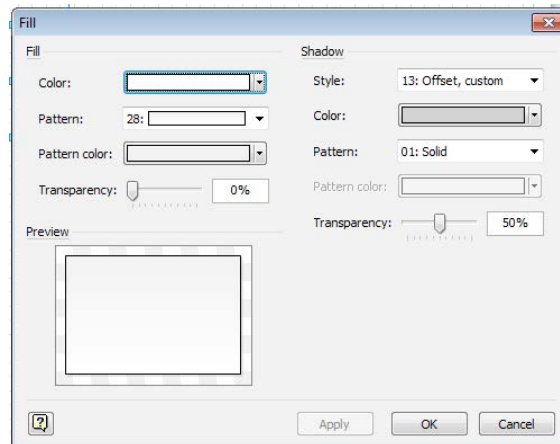 Fill
Fill
Color:
Pattern: 28:
Pattern color:
Transparency: 0%
Preview
Shadow
Style: 13: Offset, custom
Color:
Pattern: 01: Solid
Pattern color:
Transparency: 50%
Apply OK Cancel